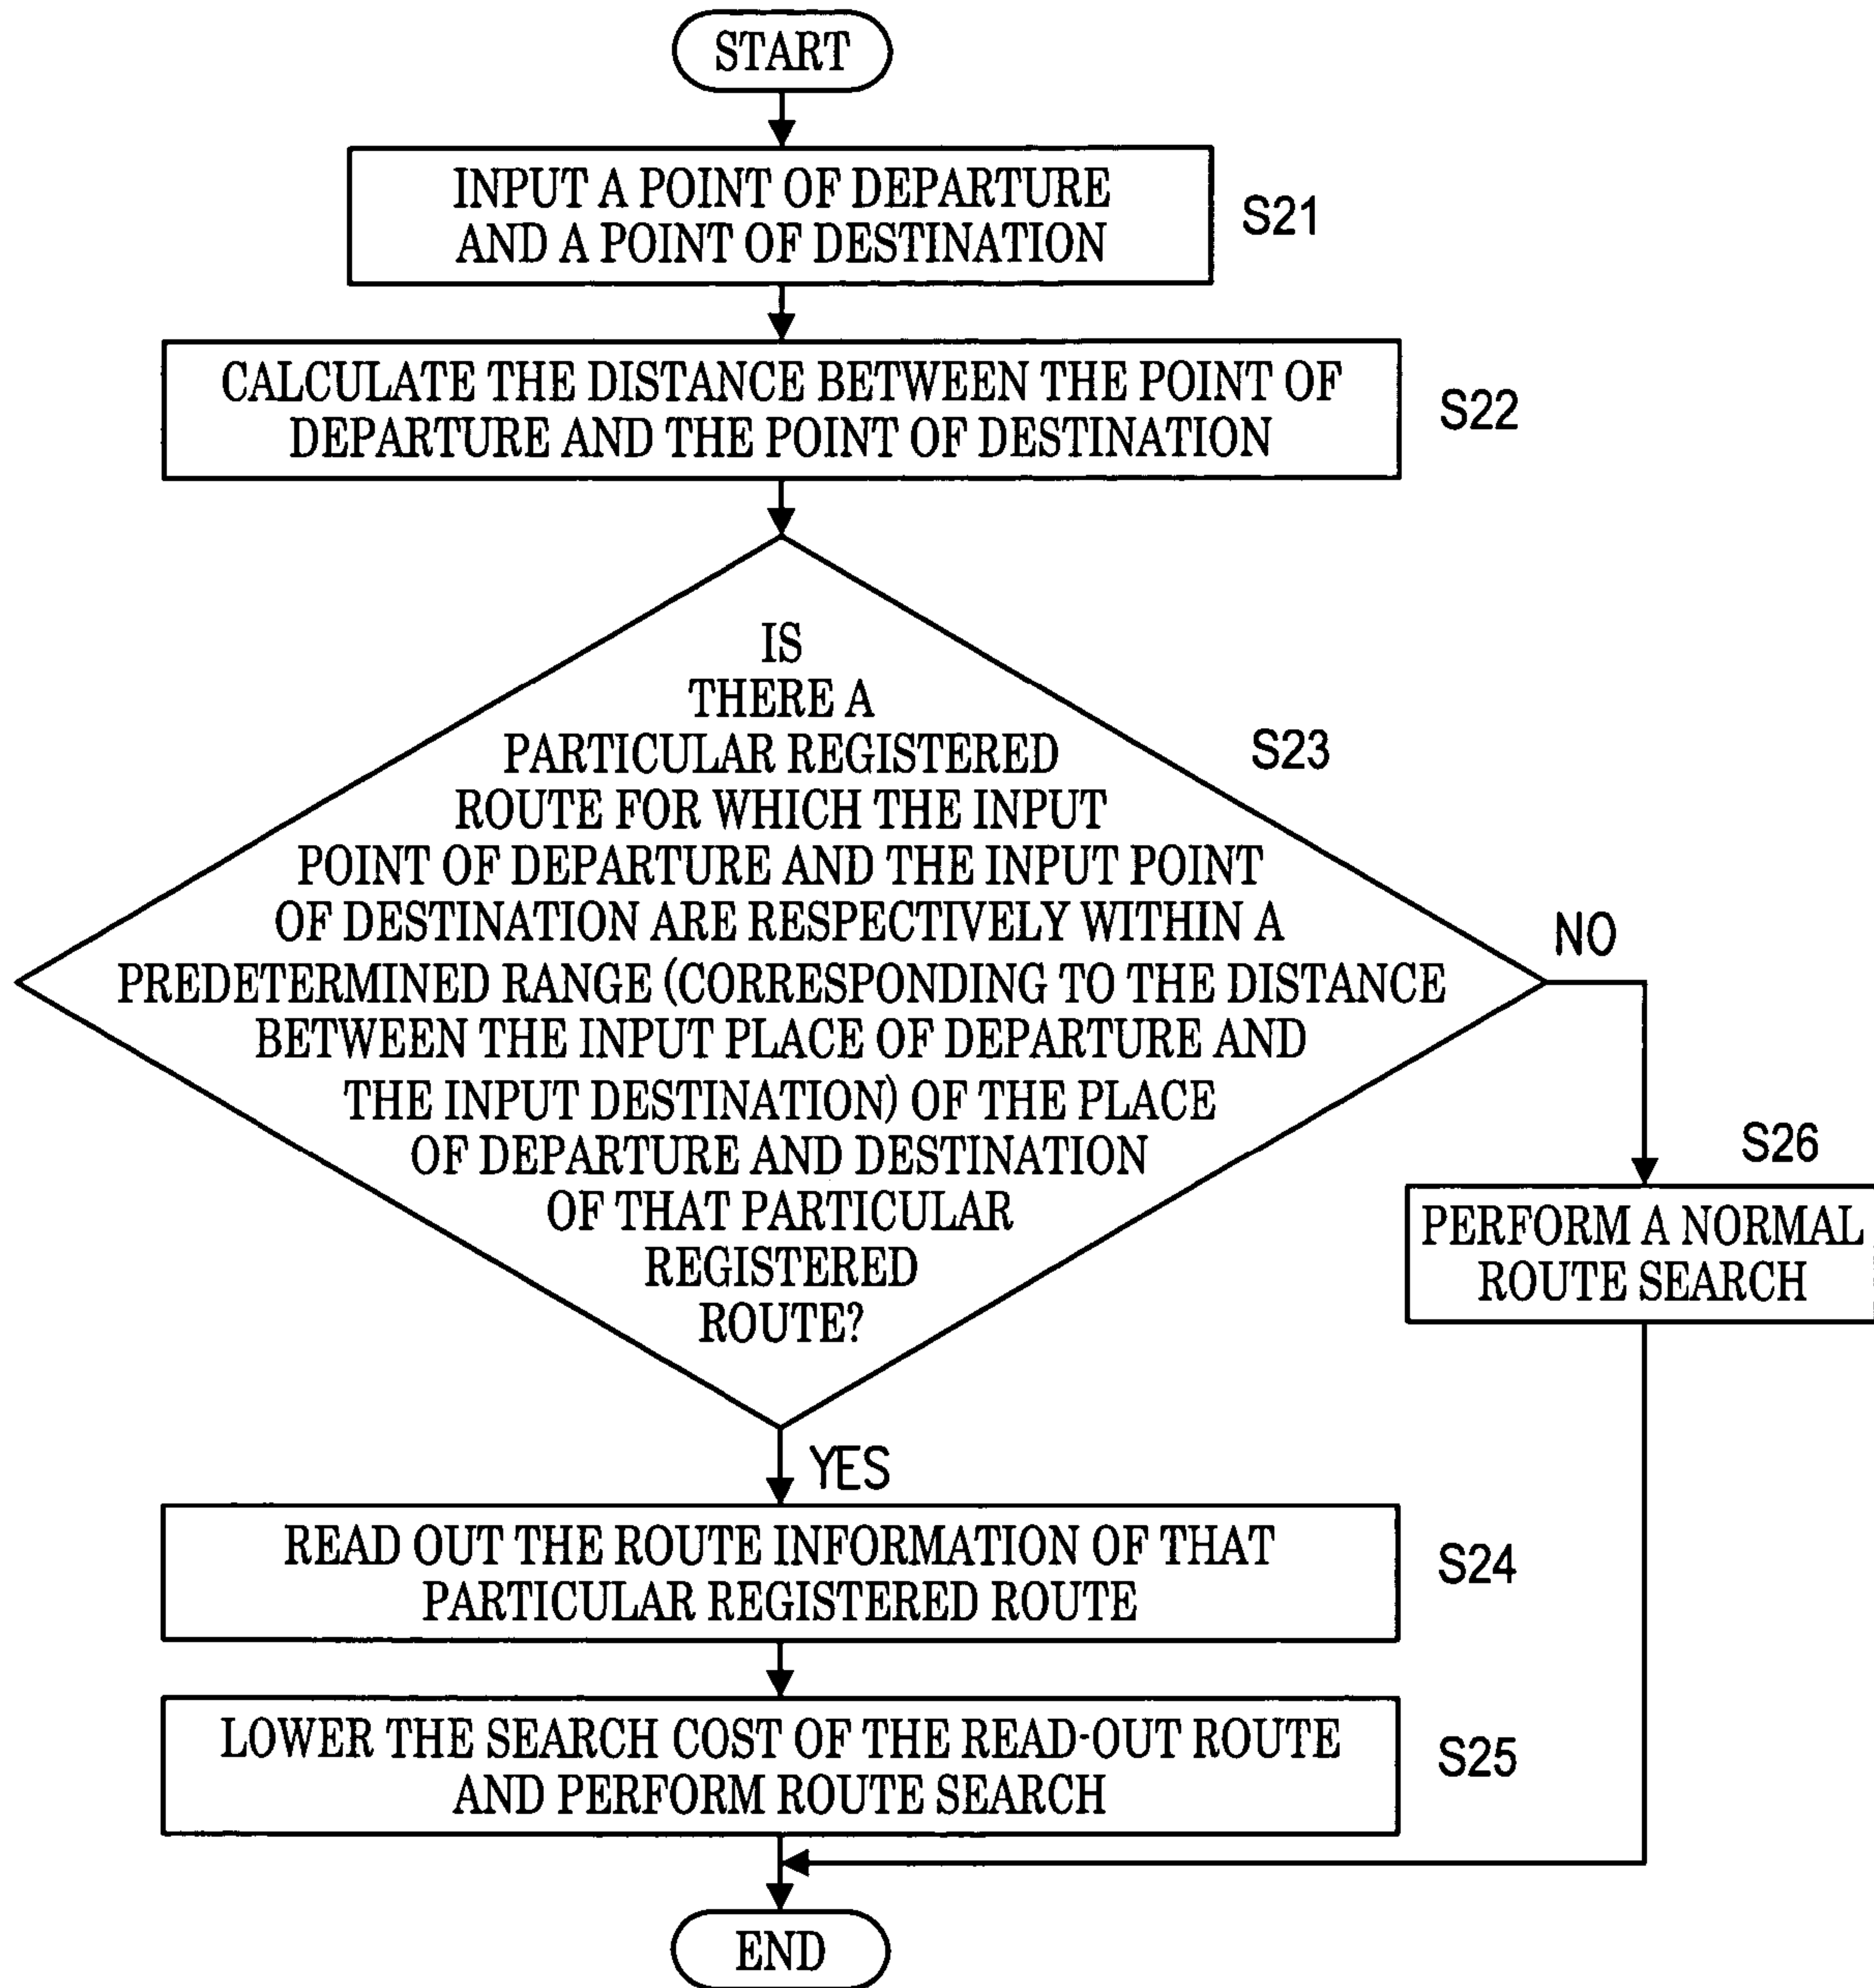 START
INPUT A POINT OF DEPARTURE
AND A POINT OF DESTINATION
S21
CALCULATE THE DISTANCE BETWEEN THE POINT OF
DEPARTURE AND THE POINT OF DESTINATION
S22
IS
THERE A
PARTICULAR REGISTERED
ROUTE FOR WHICH THE INPUT
POINT OF DEPARTURE AND THE INPUT POINT
OF DESTINATION ARE RESPECTIVELY WITHIN A
PREDETERMINED RANGE (CORRESPONDING TO THE DISTANCE
BETWEEN THE INPUT PLACE OF DEPARTURE AND
THE INPUT DESTINATION) OF THE PLACE
OF DEPARTURE AND DESTINATION
OF THAT PARTICULAR
REGISTERED
ROUTE?
S23
NO
S26
PERFORM A NORMAL
ROUTE SEARCH
YES
READ OUT THE ROUTE INFORMATION OF THAT
PARTICULAR REGISTERED ROUTE
S24
LOWER THE SEARCH COST OF THE READ-OUT ROUTE
AND PERFORM ROUTE SEARCH
S25
END